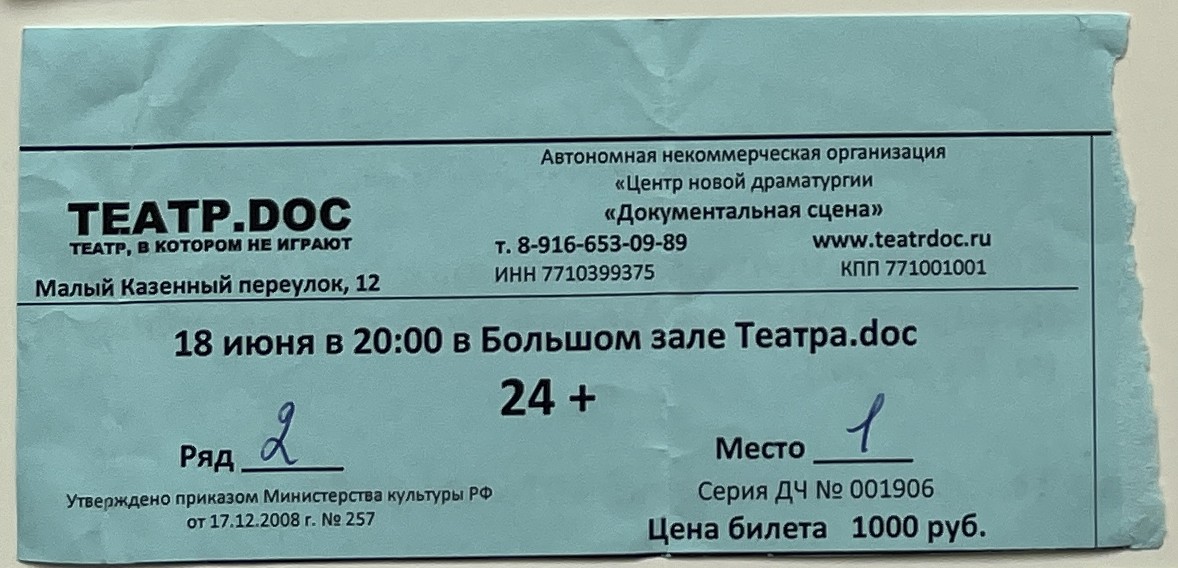 Автономная некоммерческая организация
«Центр новой драматургии
«Документальная сцена»
ТЕАТР.DOC
ТЕАТР, В КОТОРОМ НЕ ИГРАЮТ
т. 8-916-653-09-89 www.teatrdoc.ru
ИНН 7710399375 КПП 771001001
Малый Казенный переулок, 12
18 июня в 20:00 в Большом зале Театра.doc
24 +
Ряд 2 Место 1
Утверждено приказом Министерства культуры РФ
от 17.12.2008 г. № 257
Серия ДЧ № 001906
Цена билета 1000 руб.